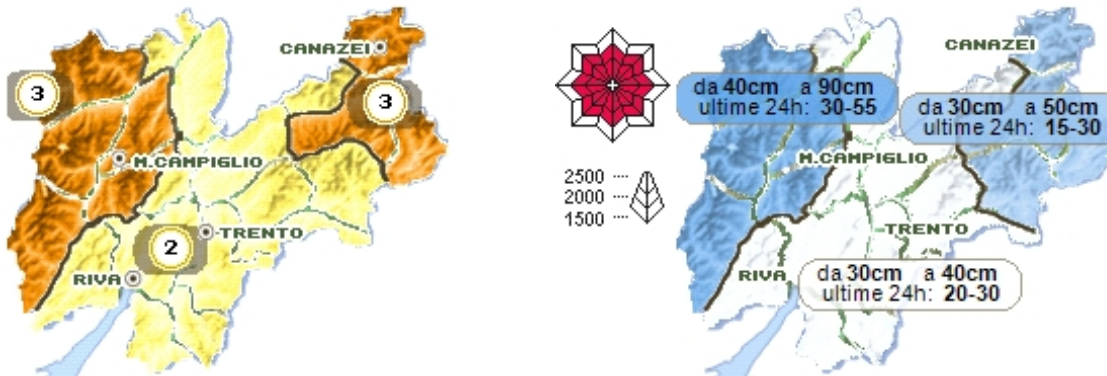 CANAZEI
3
3
M.CAMPIGLIO
2
TRENTO
RIVA
CANAZEI
da 40cm a 90cm
ultime 24h: 30-55
da 30cm a 50cm
ultime 24h: 15-30
M.CAMPIGLIO
2500
2000
1500
TRENTO
RIVA
da 30cm a 40cm
ultime 24h: 20-30